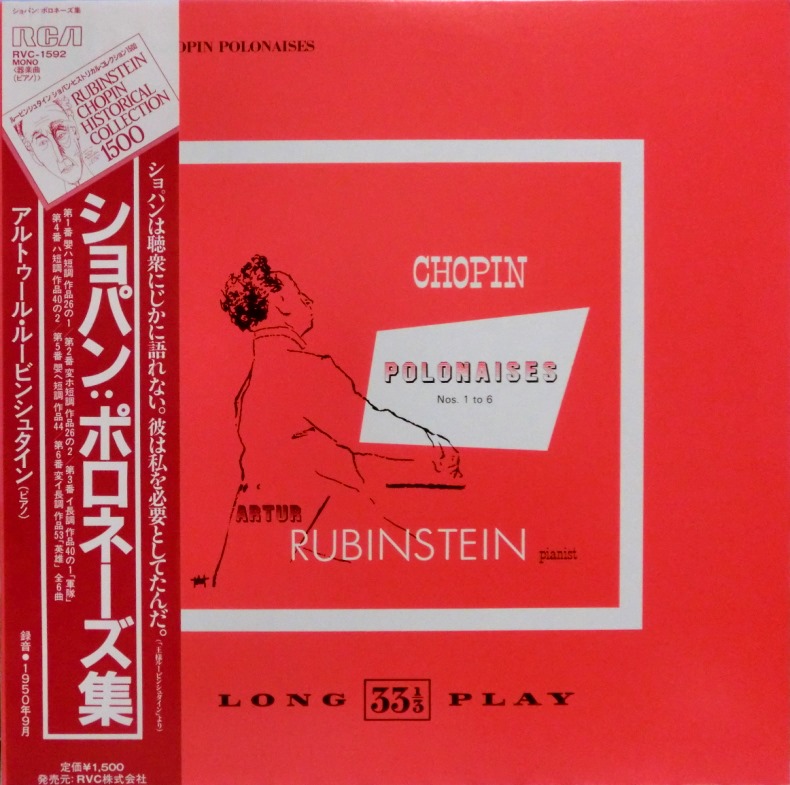 ショパン:ポロネーズ集
RCA
RVC-1592
MONO
〈器楽曲
(ピアノ)〉
ルービンシュタイン ショパン・ヒストリカル・コレクション1500
RUBINSTEIN
CHOPIN
HISTORICAL
COLLECTION
1500
ショパンは聴衆にじかに語れない。彼は私を必要としてたんだ。
(“王様ルービンシュタイン”より)
ショパン:ポロネーズ集
第1番 嬰ハ短調 作品26の1/第2番 変ホ短調 作品26の2/第3番 イ長調 作品40の1「軍隊」
第4番 ハ短調 作品40の2/第5番 嬰ヘ短調 作品44/第6番 変イ長調 作品53「英雄」 全6曲
アルトゥール・ルービンシュタイン(ピアノ)
録音●1950年9月
定価¥1,500
発売元:RVC株式会社
OPIN POLONAISES
CHOPIN
POLONAISES
Nos. 1 to 6
ARTUR
RUBINSTEIN pianist
LONG 33 1/3 PLAY